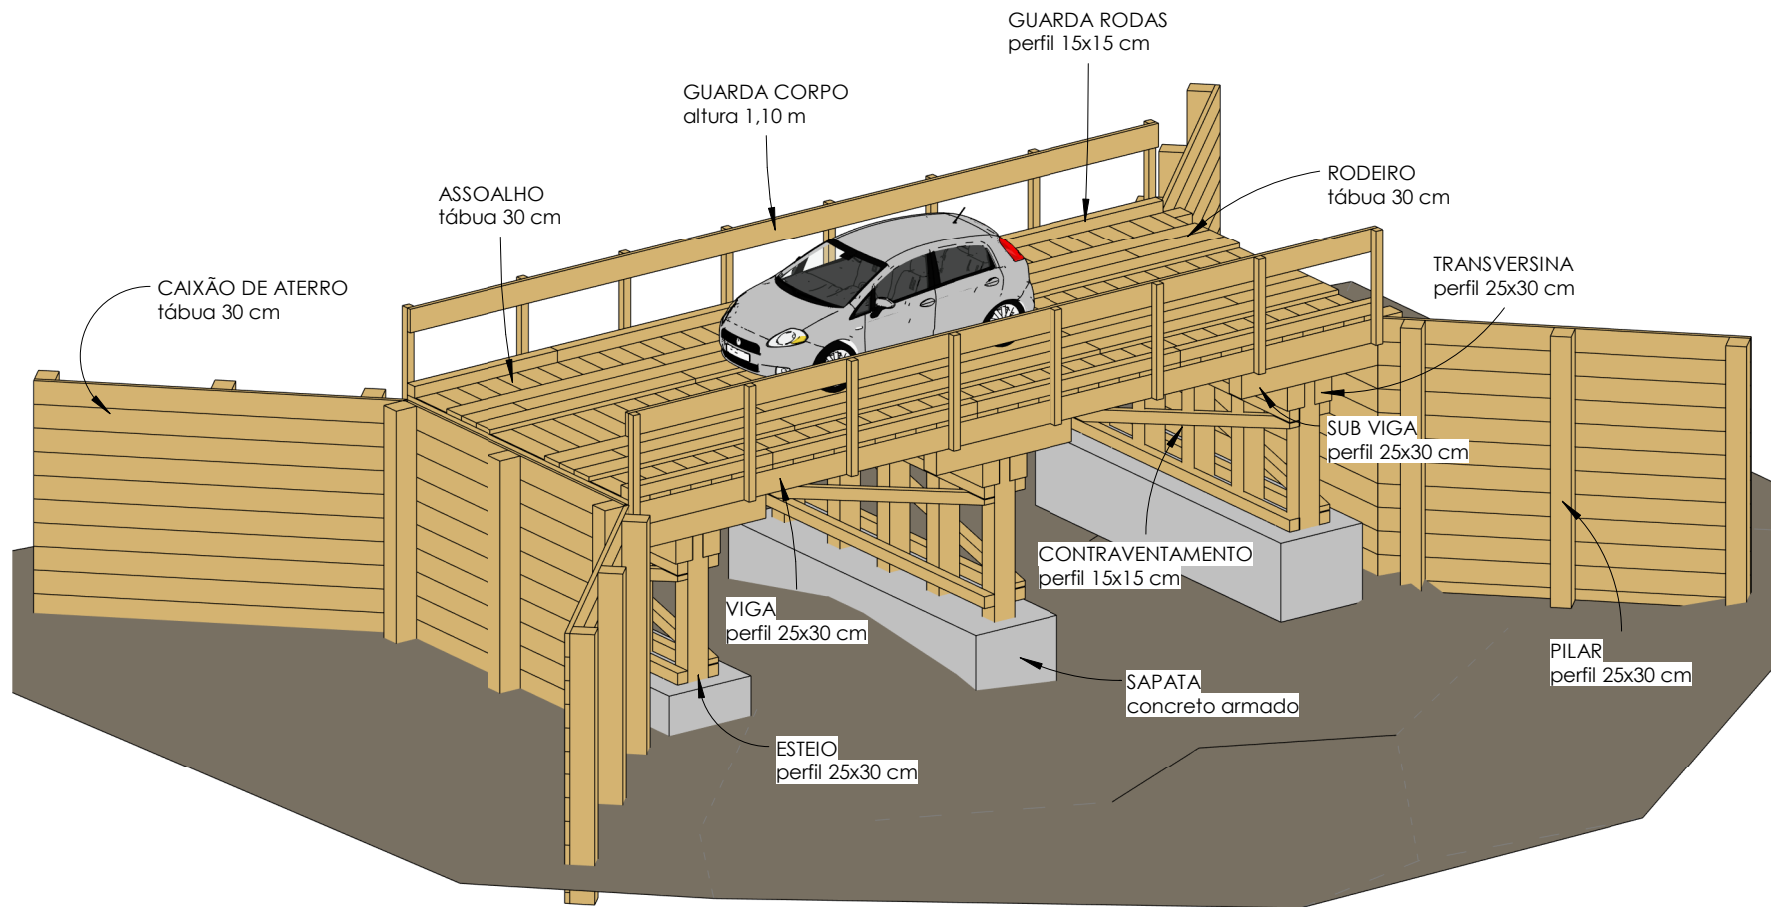 GUARDA RODAS
perfil 15x15 cm
GUARDA CORPO
altura 1,10 m
RODEIRO
tábua 30 cm
ASSOALHO
tábua 30 cm
TRANSVERSINA
perfil 25x30 cm
CAIXÃO DE ATERRO
tábua 30 cm
SUB VIGA
perfil 25x30 cm
CONTRAVENTAMENTO
perfil 15x15 cm
VIGA
perfil 25x30 cm
PILAR
perfil 25x30 cm
SAPATA
concreto armado
ESTEIO
perfil 25x30 cm